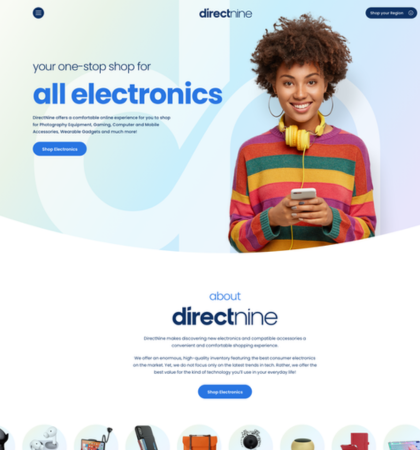 directnine
Shop your Region
your one-stop shop for
all electronics
DirectNine offers a comfortable online experience for you to shop
for Photography Equipment, Gaming, Computer and Mobile
Accessories, Wearable Gadgets and much more!
Shop Electronics
about
directnine
DirectNine makes discovering new electronics and compatible accessories a
convenient and comfortable shopping experience.
We offer an enormous, high-quality inventory featuring the best consumer electronics
on the market. Yet, we do not focus only on the latest trends in tech. Rather, we offer the
best value for the kind of technology you'll use in your everyday life!
Shop Electronics